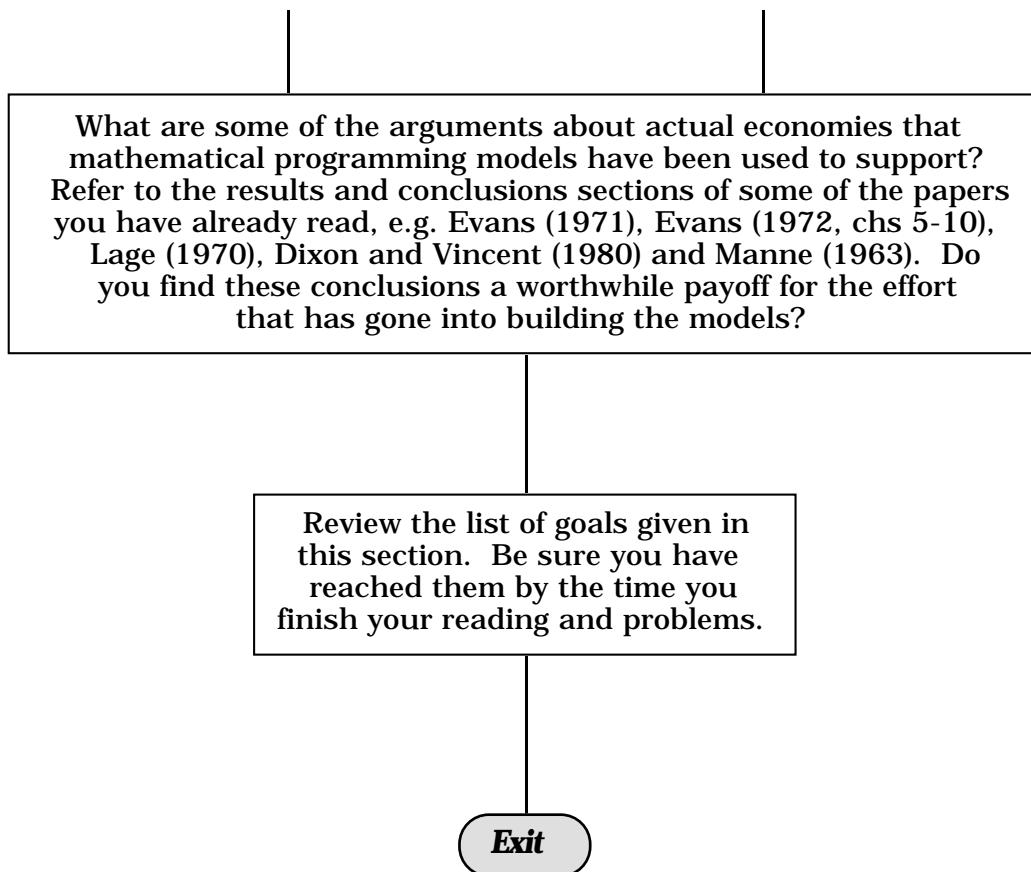 What are some of the arguments about actual economies that
mathematical programming models have been used to support?
Refer to the results and conclusions sections of some of the papers
you have already read, e.g. Evans (1971), Evans (1972, chs 5-10),
Lage (1970), Dixon and Vincent (1980) and Manne (1963). Do
you find these conclusions a worthwhile payoff for the effort
that has gone into building the models?
Review the list of goals given in
this section. Be sure you have
reached them by the time you
finish your reading and problems.
Exit